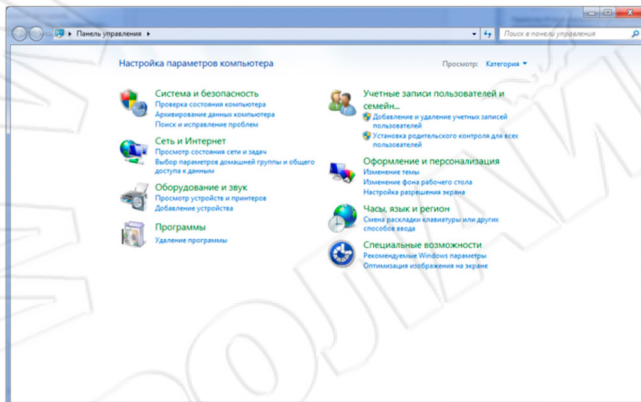 Панель управления
Поиск в панели управления
Настройка параметров компьютера
Просмотр: Категория
Система и безопасность
Проверка состояния компьютера
Архивирование данных компьютера
Поиск и исправление проблем
Сеть и Интернет
Просмотр состояния сети и задач
Выбор параметров домашней группы и общего
доступа к данным
Оборудование и звук
Просмотр устройств и принтеров
Добавление устройства
Программы
Удаление программы
Учетные записи пользователей и
семейн...
Добавление и удаление учетных записей
пользователей
Установка родительского контроля для всех
пользователей
Оформление и персонализация
Изменение темы
Изменение фона рабочего стола
Настройка разрешения экрана
Часы, язык и регион
Смена раскладки клавиатуры или других
способов ввода
Специальные возможности
Рекомендуемые Windows параметры
Оптимизация изображения на экране